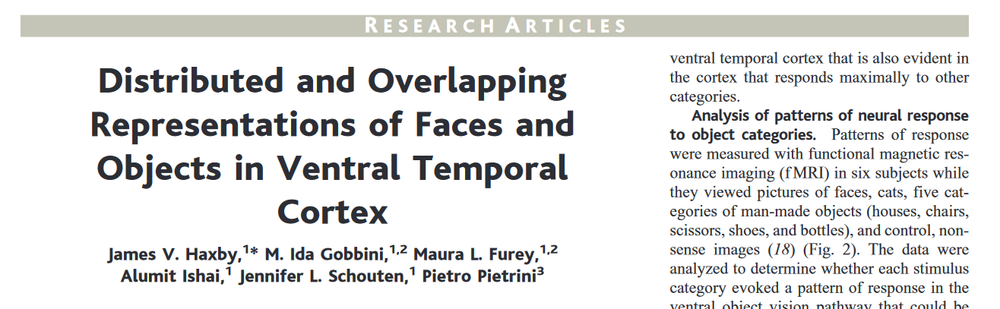 RESEARCH ARTICLES
Distributed and Overlapping
Representations of Faces and
Objects in Ventral Temporal
Cortex
James V. Haxby,¹* M. Ida Gobbini,¹,² Maura L. Furey,¹,²
Alumit Ishai,¹ Jennifer L. Schouten,¹ Pietro Pietrini³
ventral temporal cortex that is also evident in
the cortex that responds maximally to other
categories.
Analysis of patterns of neural response
to object categories. Patterns of response
were measured with functional magnetic res-
onance imaging (fMRI) in six subjects while
they viewed pictures of faces, cats, five cat-
egories of man-made objects (houses, chairs,
scissors, shoes, and bottles), and control, non-
sense images (18) (Fig. 2). The data were
analyzed to determine whether each stimulus
category evoked a pattern of response in the
ventral object vision pathway that could be